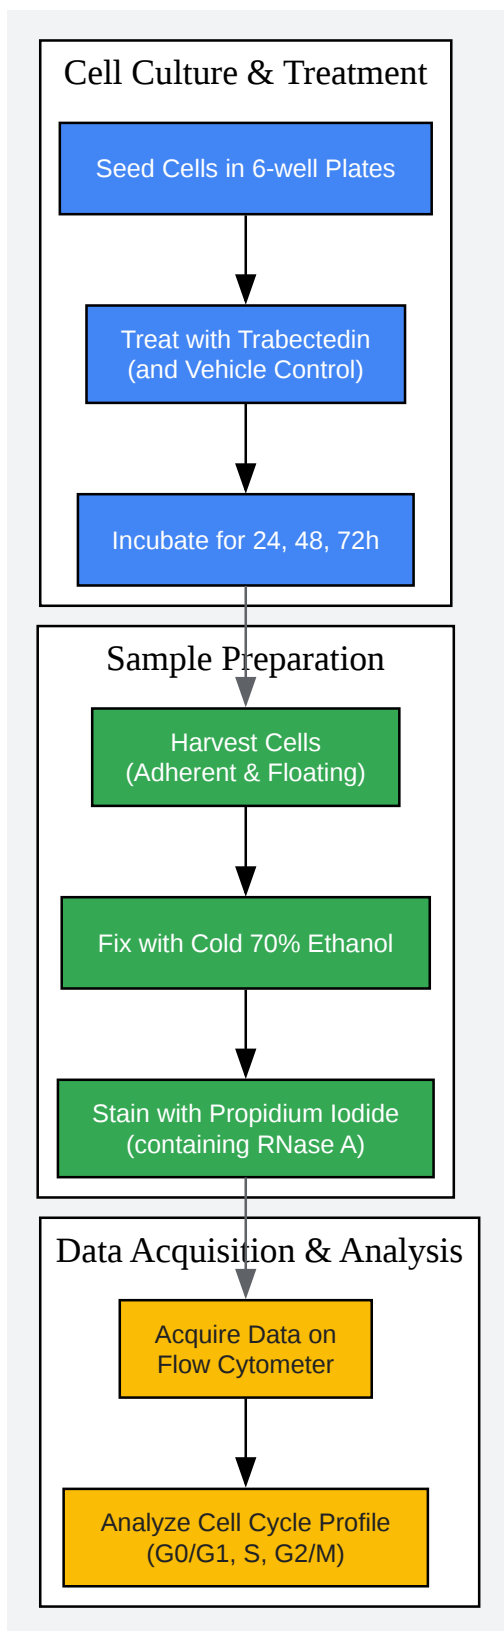 Cell Culture & Treatment
Seed Cells in 6-well Plates
Treat with Trabectedin
(and Vehicle Control)
Incubate for 24, 48, 72h
Sample Preparation
Harvest Cells
(Adherent & Floating)
Fix with Cold 70% Ethanol
Stain with Propidium Iodide
(containing RNase A)
Data Acquisition & Analysis
Acquire Data on
Flow Cytometer
Analyze Cell Cycle Profile
(G0/G1, S, G2/M)